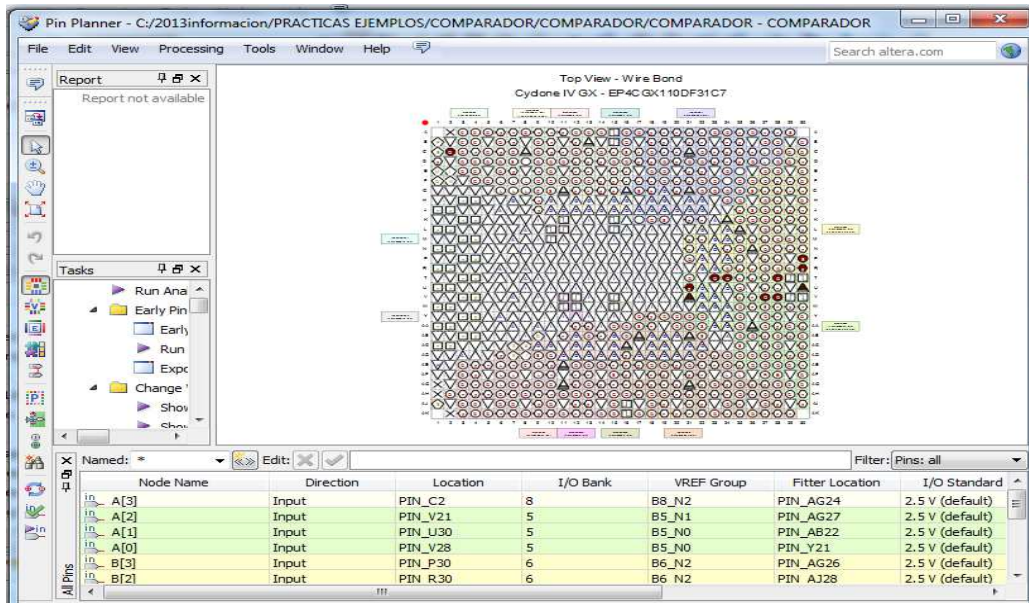 Pin Planner - C:/2013informacion/PRACTICAS EJEMPLOS/COMPARADOR/COMPARADOR/COMPARADOR - COMPARADOR
File Edit View Processing Tools Window Help
Search altera.com
Report
Report not available
Top View - Wire Bond
Cyclone IV GX - EP4CGX110DF31C7
Tasks
Run Ana
Early Pin
Early
Run
Expo
Change
Show
Show
Named: *
Edit:
Filter: Pins: all
Node Name Direction Location I/O Bank VREF Group Fitter Location I/O Standard
A[3] Input PIN_C2 8 B8_N2 PIN_AG24 2.5 V (default)
A[2] Input PIN_V21 5 B5_N1 PIN_AG27 2.5 V (default)
A[1] Input PIN_U30 5 B5_N0 PIN_AB22 2.5 V (default)
A[0] Input PIN_V28 5 B5_N0 PIN_Y21 2.5 V (default)
B[3] Input PIN_P30 6 B6_N2 PIN_AG26 2.5 V (default)
B[2] Input PIN_R30 6 B6_N2 PIN_AJ28 2.5 V (default)
All Pins